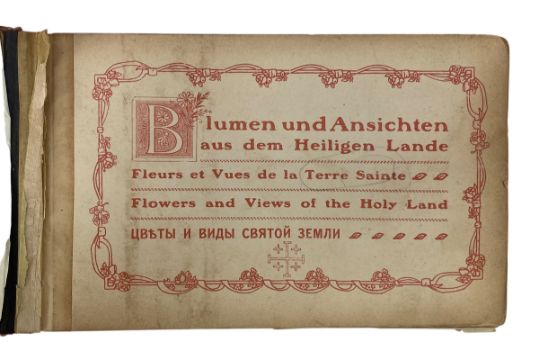 Blumen und Ansichten
aus dem Heiligen Lande
Fleurs et Vues de la Terre Sainte
Flowers and Views of the Holy Land
ЦВѢТЫ И ВИДЫ СВЯТОЙ ЗЕМЛИ